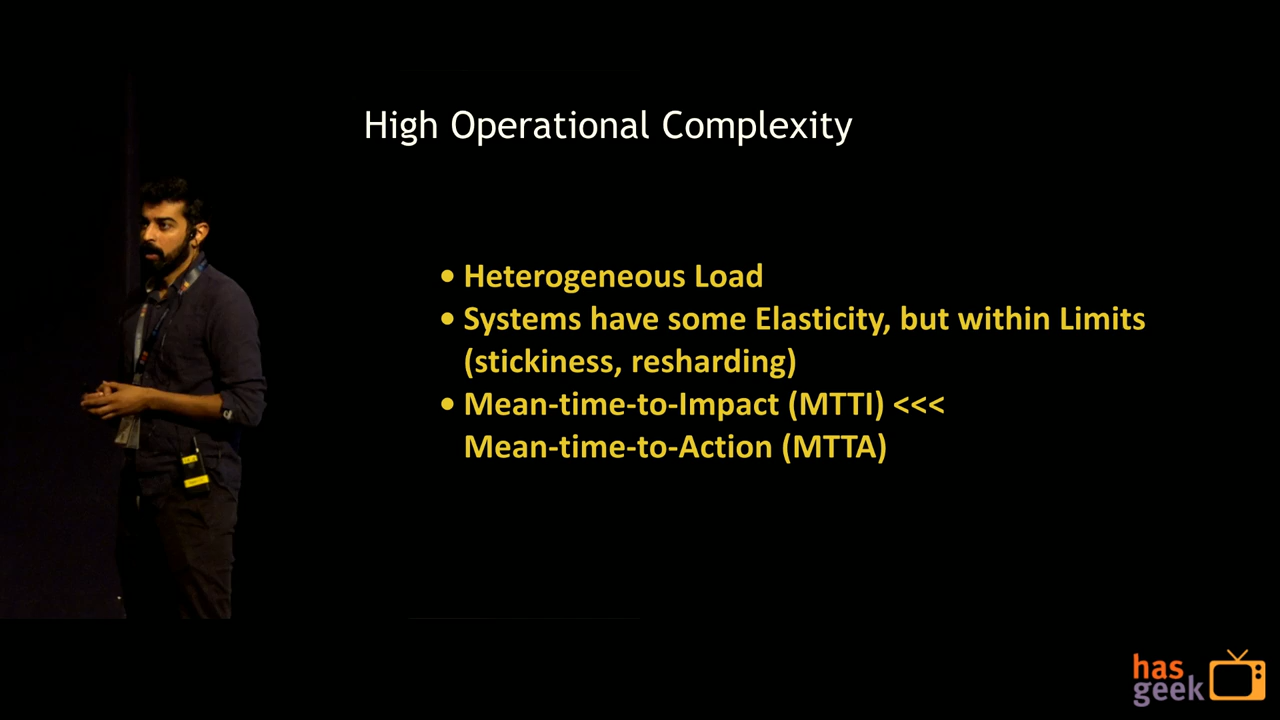 High Operational Complexity
• Heterogeneous Load
• Systems have some Elasticity, but within Limits
(stickiness, resharding)
• Mean-time-to-Impact (MTTI) <<<
Mean-time-to-Action (MTTA)
has
geek